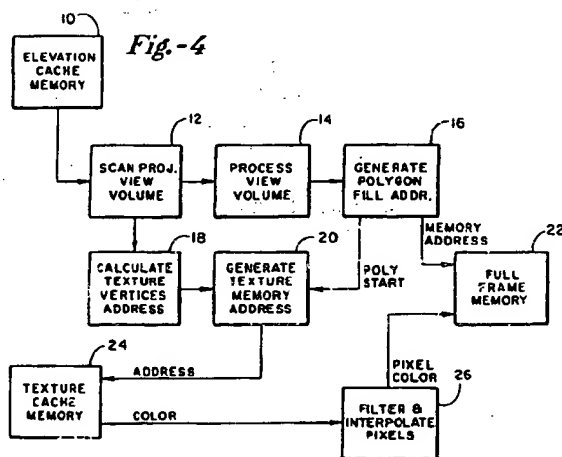 Fig.-4
10
ELEVATION
CACHE
MEMORY
12
SCAN PROJ.
VIEW
VOLUME
14
PROCESS
VIEW
VOLUME
16
GENERATE
POLYGON
FILL ADDR.
18
CALCULATE
TEXTURE
VERTICES
ADDRESS
20
GENERATE
TEXTURE
MEMORY
ADDRESS
POLY
START
MEMORY
ADDRESS
22
FULL
FRAME
MEMORY
24
TEXTURE
CACHE
MEMORY
ADDRESS
COLOR
PIXEL
COLOR
26
FILTER &
INTERPOLATE
PIXELS